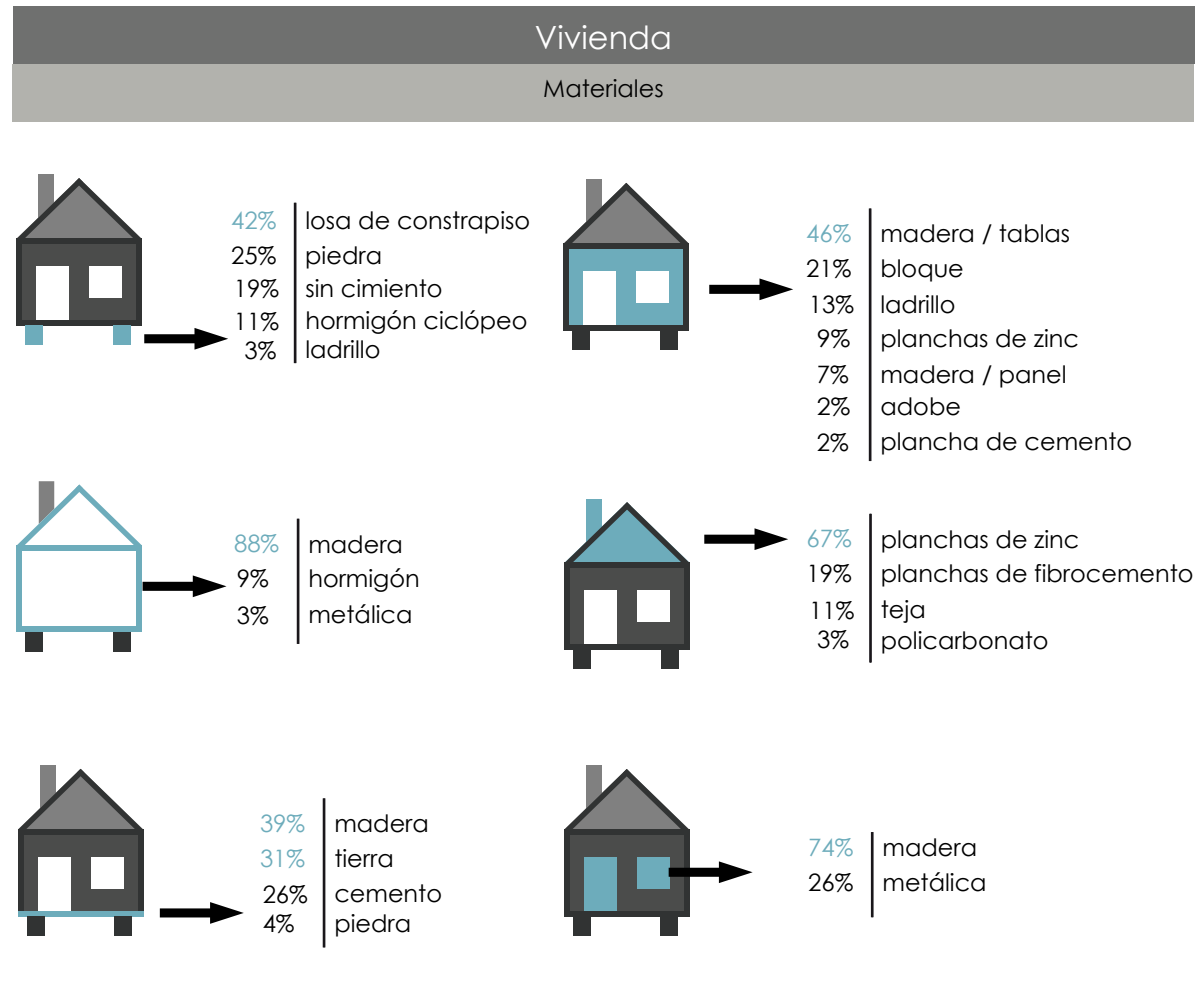 Vivienda
Materiales
42% losa de constrapiso
25% piedra
19% sin cimiento
11% hormigón ciclópeo
3% ladrillo
46% madera / tablas
21% bloque
13% ladrillo
9% planchas de zinc
7% madera / panel
2% adobe
2% plancha de cemento
88% madera
9% hormigón
3% metálica
67% planchas de zinc
19% planchas de fibrocemento
11% teja
3% policarbonato
39% madera
31% tierra
26% cemento
4% piedra
74% madera
26% metálica